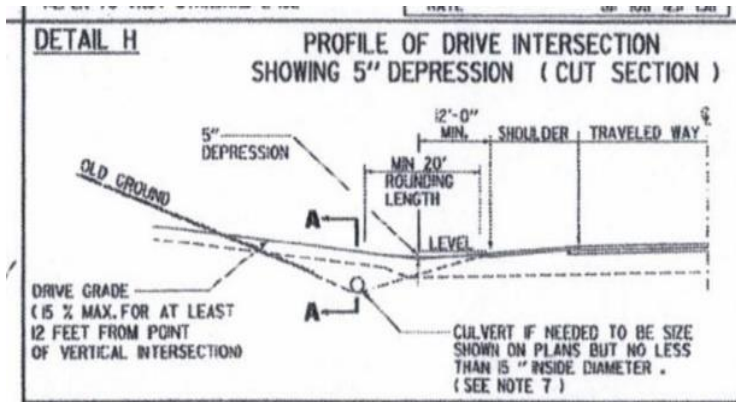 DETAIL H
PROFILE OF DRIVE INTERSECTION
SHOWING 5" DEPRESSION ( CUT SECTION )
12'-0"
MIN.
SHOULDER
TRAVELED WAY
5"
DEPRESSION
MIN 20'
ROUNDING
LENGTH
OLD GROUND
A
LEVEL
DRIVE GRADE
(15 % MAX. FOR AT LEAST
12 FEET FROM POINT
OF VERTICAL INTERSECTION)
A
CULVERT IF NEEDED TO BE SIZE
SHOWN ON PLANS BUT NO LESS
THAN 15 " INSIDE DIAMETER .
( SEE NOTE 7 )